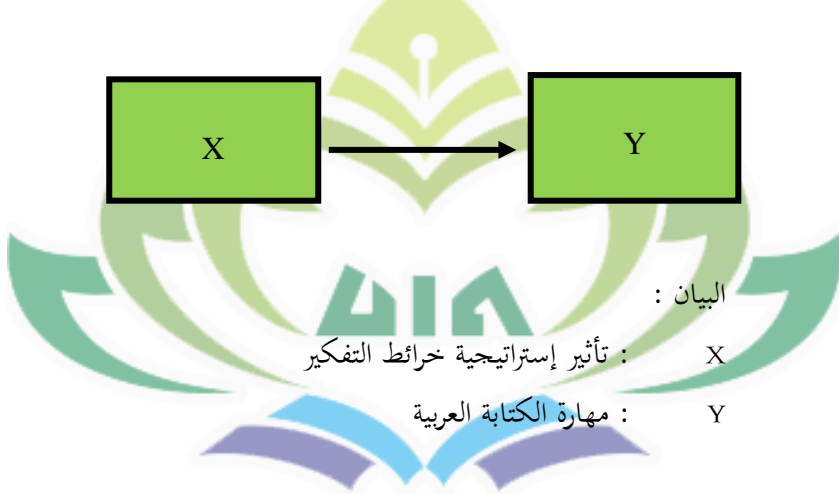 X
Y
البيان :
X : تأثير إستراتيجية خرائط التفكير
Y : مهارة الكتابة العربية